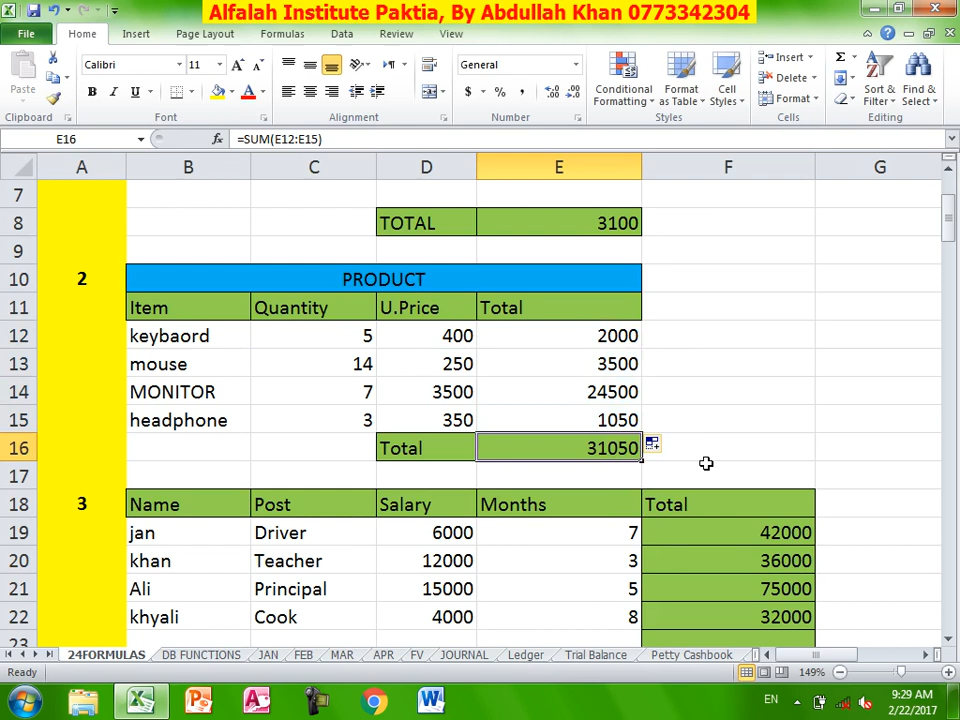 Alfalah Institute Paktia, By Abdullah Khan 0773342304
File Home Insert Page Layout Formulas Data Review View
Calibri 11 General
Paste
B I U
$ % ,
Conditional Formatting
Format as Table
Cell Styles
Insert
Delete
Format
Sort & Filter
Find & Select
Clipboard Font Alignment Number Styles Cells Editing
E16 fx =SUM(E12:E15)
A B C D E F G
7
8 TOTAL 3100
9
10 2 PRODUCT
11 Item Quantity U.Price Total
12 keybaord 5 400 2000
13 mouse 14 250 3500
14 MONITOR 7 3500 24500
15 headphone 3 350 1050
16 Total 31050
17
18 3 Name Post Salary Months Total
19 jan Driver 6000 7 42000
20 khan Teacher 12000 3 36000
21 Ali Principal 15000 5 75000
22 khyali Cook 4000 8 32000
23
24FORMULAS DB FUNCTIONS JAN FEB MAR APR FV JOURNAL Ledger Trial Balance Petty Cashbook
Ready 149%
EN 9:29 AM
2/22/2017